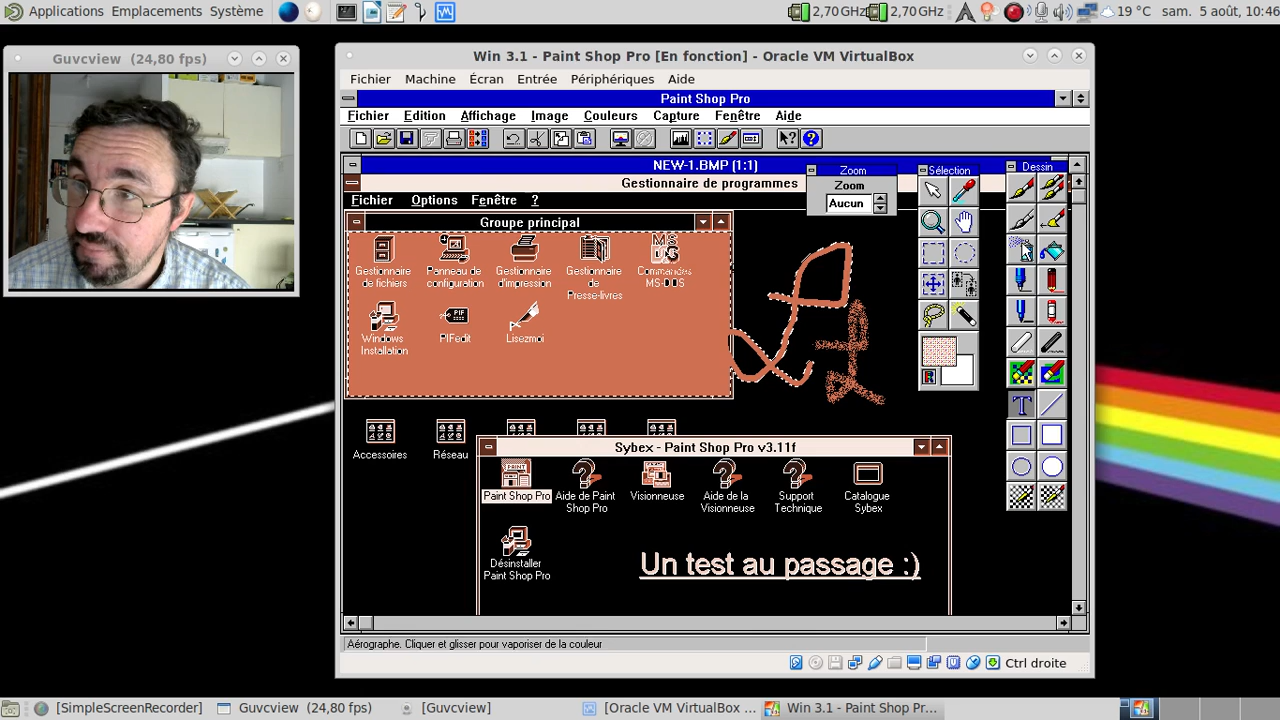 Applications Emplacements Système
2,70 GHz 2,70 GHz 19 °C sam. 5 août, 10:46
Guvcview (24,80 fps)
Win 3.1 - Paint Shop Pro [En fonction] - Oracle VM VirtualBox
Fichier Machine Écran Entrée Périphériques Aide
Paint Shop Pro
Fichier Edition Affichage Image Couleurs Capture Fenêtre Aide
NEW-1.BMP (1:1)
Gestionnaire de programmes
Fichier Options Fenêtre ?
Zoom
Zoom
Aucun
Sélection
Dessin
Groupe principal
Gestionnaire de fichiers
Panneau de configuration
Gestionnaire d'impression
Gestionnaire de Presse-livres
Commandes MS-DOS
Windows Installation
PIFedit
Lisezmoi
Accessoires
Réseau
Sybex - Paint Shop Pro v3.11f
Paint Shop Pro
Aide de Paint Shop Pro
Visionneuse
Aide de la Visionneuse
Support Technique
Catalogue Sybex
Désinstaller Paint Shop Pro
Un test au passage :)
Aérographe. Cliquer et glisser pour vaporiser de la couleur
Ctrl droite
[SimpleScreenRecorder] Guvcview (24,80 fps) [Guvcview] [Oracle VM VirtualBox ... Win 3.1 - Paint Shop Pr...